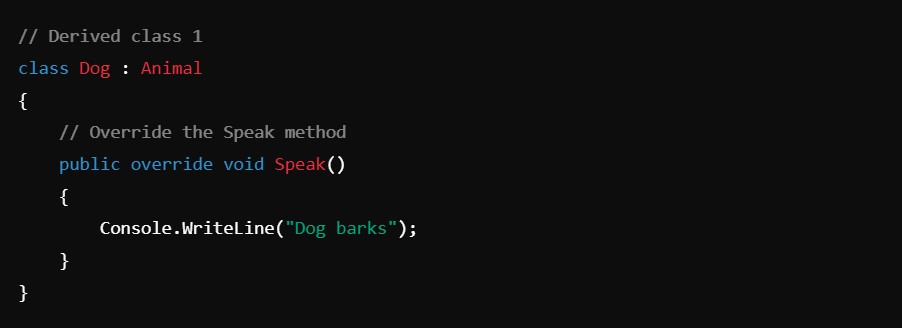 // Derived class 1
class Dog : Animal
{
    // Override the Speak method
    public override void Speak()
    {
        Console.WriteLine("Dog barks");
    }
}